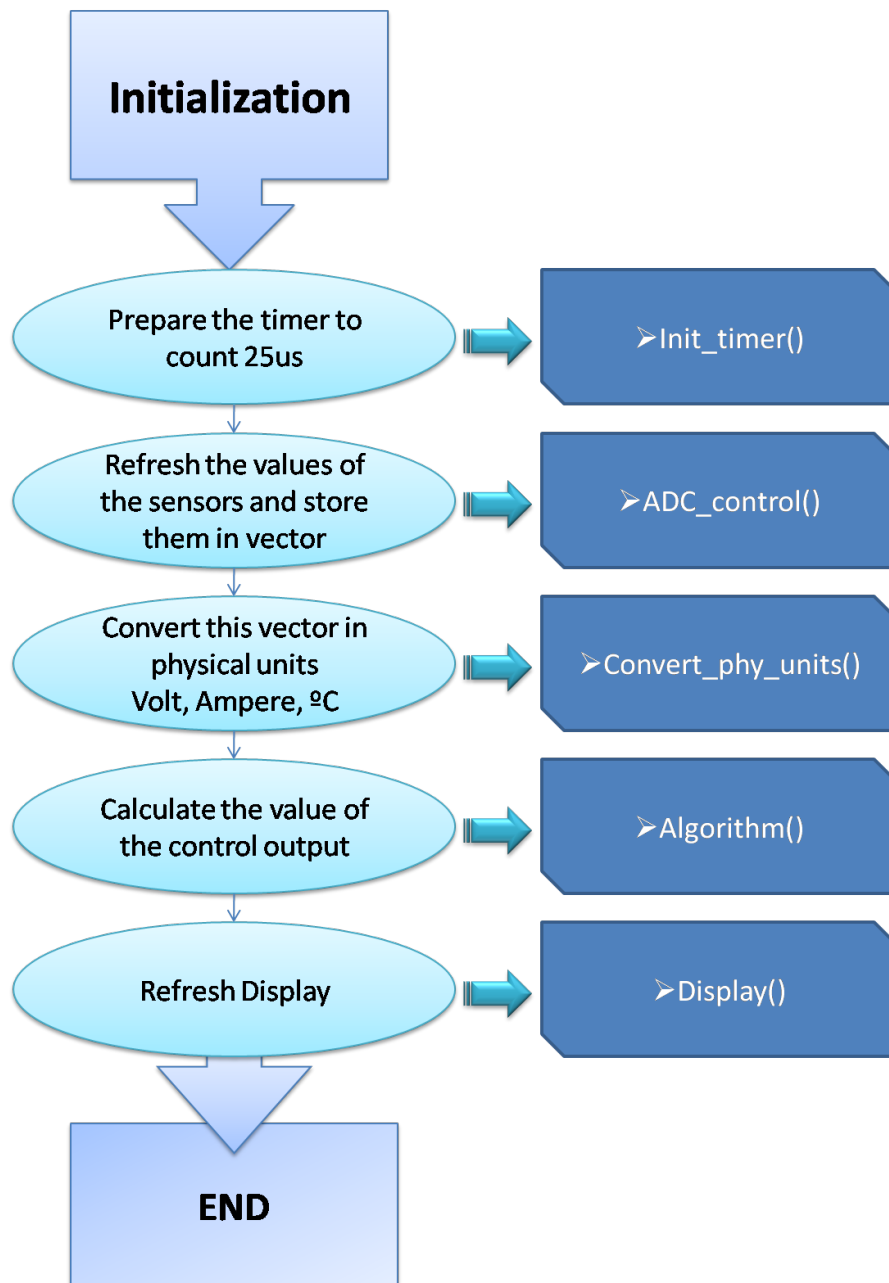 Initialization
Prepare the timer to
count 25us
➢Init_timer()
Refresh the values of
the sensors and store
them in vector
➢ADC_control()
Convert this vector in
physical units
Volt, Ampere, ºC
➢Convert_phy_units()
Calculate the value of
the control output
➢Algorithm()
Refresh Display
➢Display()
END